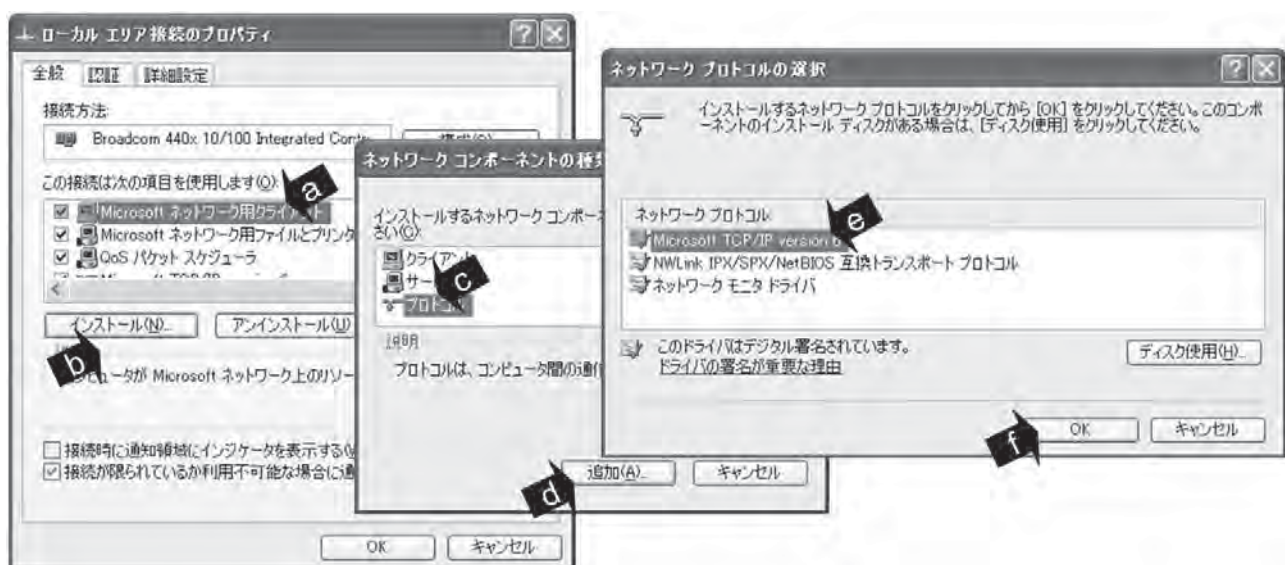 ローカル エリア接続のプロパティ
全般 認証 詳細設定
接続方法:
Broadcom 440x 10/100 Integrated Contr
この接続は次の項目を使用します(O):
a
Microsoft ネットワーク用クライアント
Microsoft ネットワーク用ファイルとプリンタ
QoS パケット スケジューラ
インストール(N)... アンインストール(U)
b
ピュータが Microsoft ネットワーク上のリソー
接続時に通知領域にインジケータを表示する(W
接続が限られているか利用不可能な場合に通
OK キャンセル
ネットワーク コンポーネントの種類
インストールするネットワーク コンポーネ
さい(C):
クライアント
サー
c
プロトコル
説明
プロトコルは、コンピュータ間の通信
d
追加(A)... キャンセル
ネットワーク プロトコルの選択
インストールするネットワーク プロトコルをクリックしてから [OK] をクリックしてください。このコンポ
ーネントのインストール ディスクがある場合は、[ディスク使用] をクリックしてください。
ネットワーク プロトコル:
e
Microsoft TCP/IP version 6
NWLink IPX/SPX/NetBIOS 互換トランスポート プロトコル
ネットワーク モニタ ドライバ
このドライバはデジタル署名されています。
ドライバの署名が重要な理由
ディスク使用(H)...
f
OK キャンセル